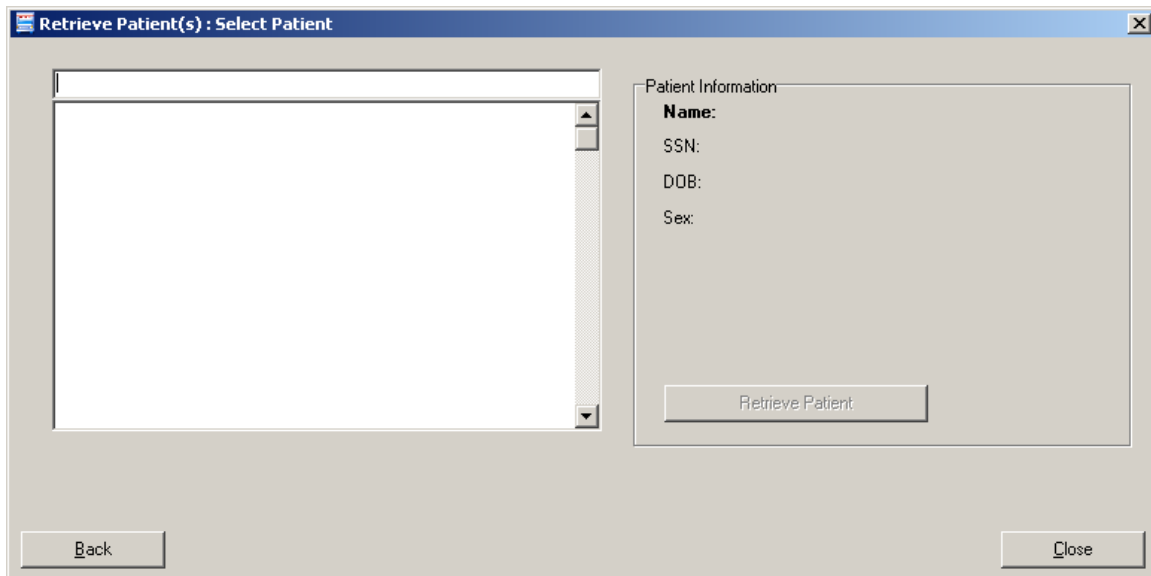 Retrieve Patient(s) : Select Patient
Patient Information
Name:
SSN:
DOB:
Sex:
Retrieve Patient
Back
Close